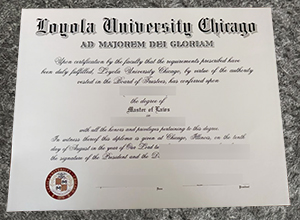 Loyola University Chicago
AD MAJOREM DEI GLORIAM
Upon certification by the faculty that the requirements prescribed have
been duly fulfilled, Loyola University Chicago, by virtue of the authority
vested in the Board of Trustees, has conferred upon
the degree of
Master of Laws
with all the honors and privileges pertaining to this degree.
In witness thereof this diploma is given at Chicago, Illinois, on the tenth
day of August in the year of Our Lord
the signature of the President and the